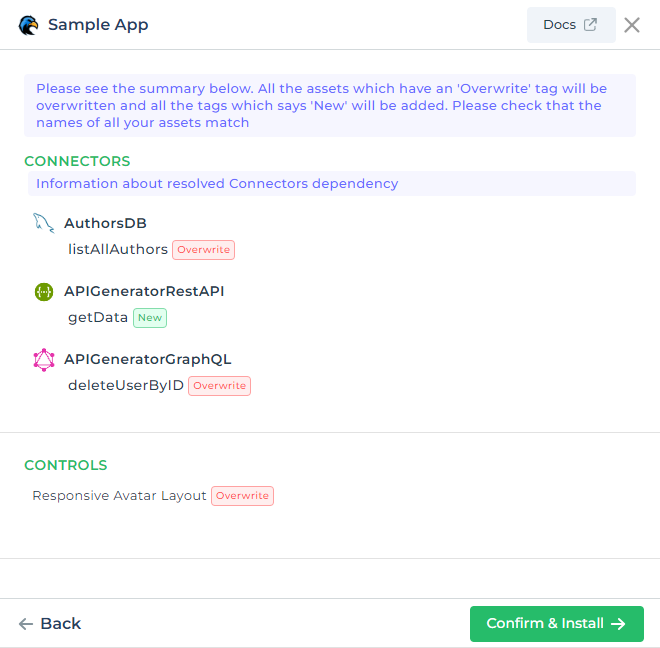 Sample App
Docs
Please see the summary below. All the assets which have an 'Overwrite' tag will be
overwritten and all the tags which says 'New' will be added. Please check that the
names of all your assets match
CONNECTORS
Information about resolved Connectors dependency
AuthorsDB
listAllAuthors Overwrite
APIGeneratorRestAPI
getData New
APIGeneratorGraphQL
deleteUserByID Overwrite
CONTROLS
Responsive Avatar Layout Overwrite
Back
Confirm & Install